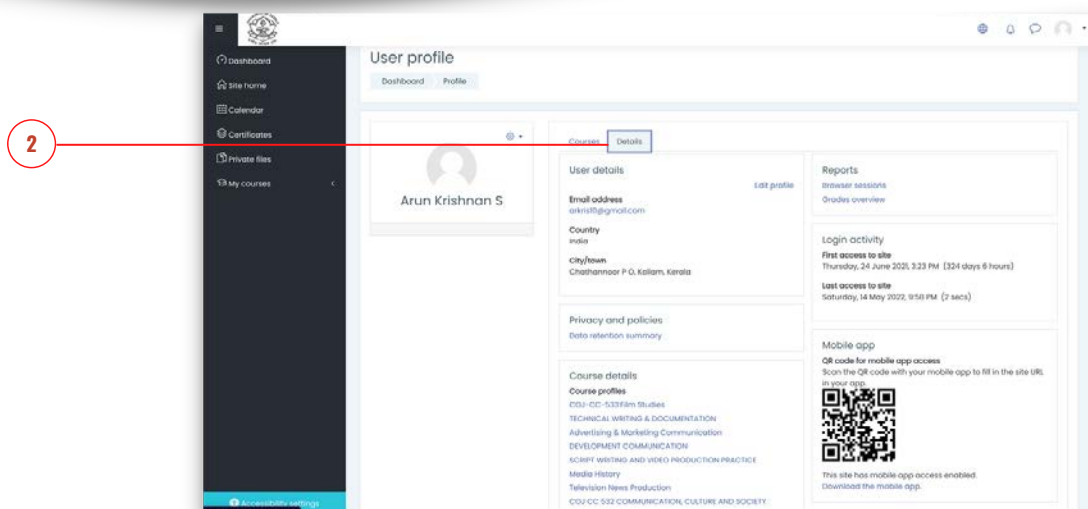 User profile
Dashboard Profile
Dashboard
Site home
Calendar
Certificates
Private files
My courses
Accessibility settings
2
Arun Krishnan S
Courses Details
User details
Edit profile
Email address
arkris11@gmail.com
Country
India
City/town
Chathannoor P O, Kollam, Kerala
Privacy and policies
Data retention summary
Course details
Course profiles
COJ-CC-533:Film Studies
TECHNICAL WRITING & DOCUMENTATION
Advertising & Marketing Communication
DEVELOPMENT COMMUNICATION
SCRIPT WRITING AND VIDEO PRODUCTION PRACTICE
Media History
Television News Production
COJ CC 532 COMMUNICATION, CULTURE AND SOCIETY
Reports
Browser sessions
Grades overview
Login activity
First access to site
Thursday, 24 June 2021, 3:23 PM (324 days 6 hours)
Last access to site
Saturday, 14 May 2022, 9:50 PM (2 secs)
Mobile app
QR code for mobile app access
Scan the QR code with your mobile app to fill in the site URL
in your app.
This site has mobile app access enabled.
Download the mobile app.